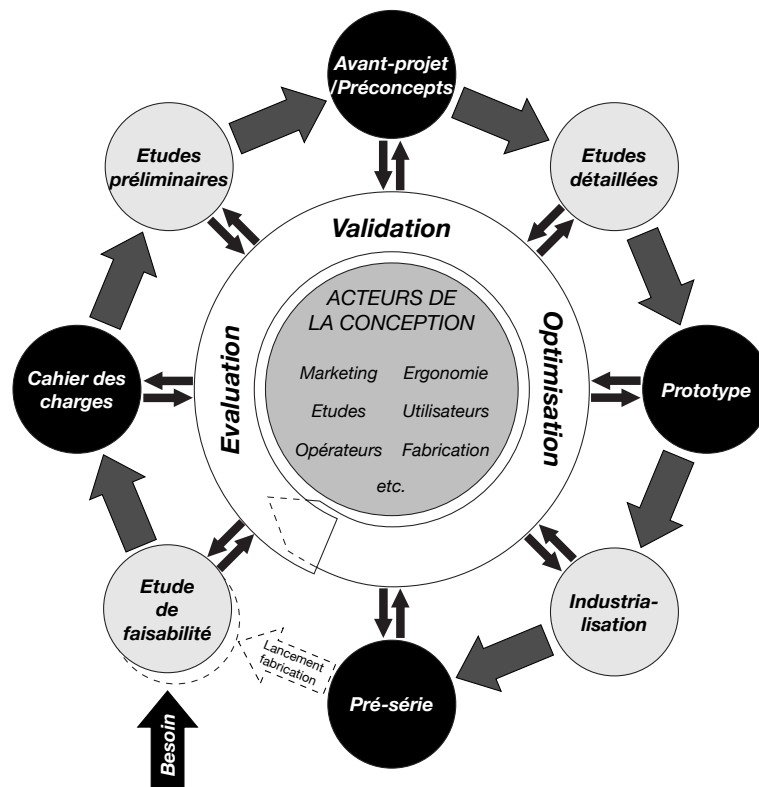 Avant-projet
/Préconcepts
Etudes
préliminaires
Etudes
détaillées
Validation
ACTEURS DE
LA CONCEPTION
Evaluation
Optimisation
Marketing Ergonomie
Etudes Utilisateurs
Opérateurs Fabrication
etc.
Cahier des
charges
Prototype
Etude
de
faisabilité
Industria-
lisation
Lancement
fabrication
Pré-série
Besoin